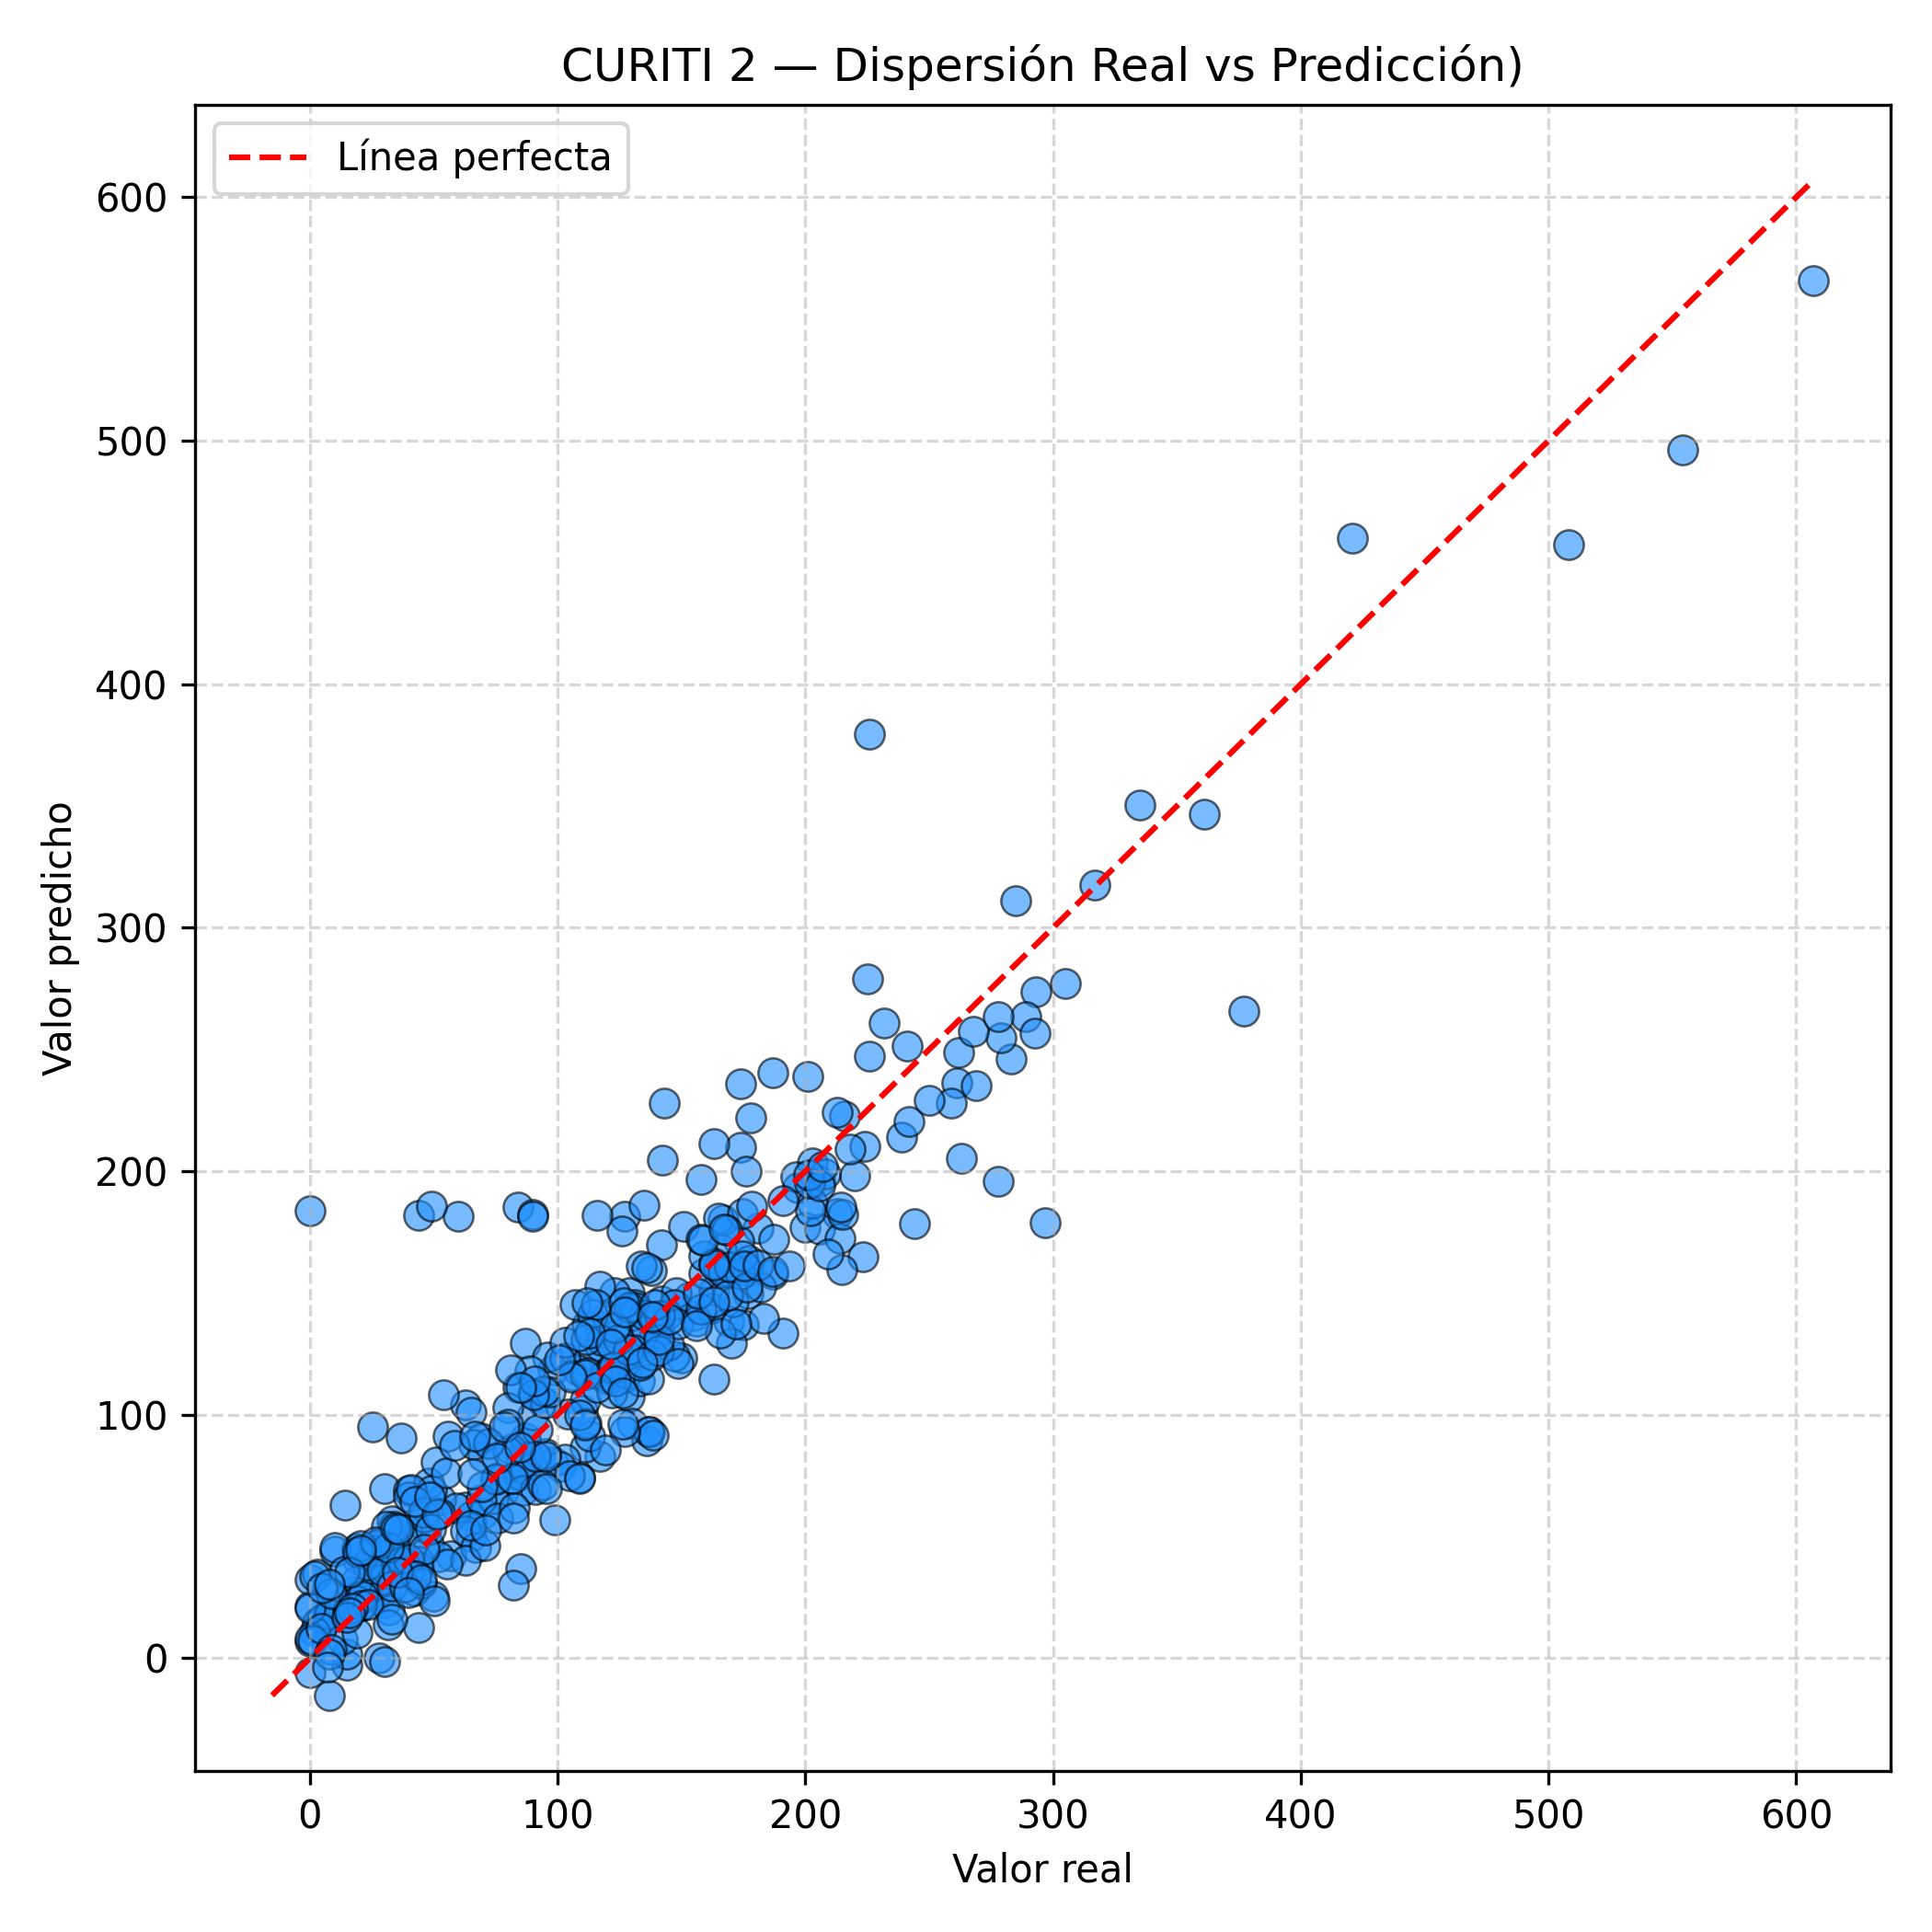 CURITI 2 — Dispersión Real vs Predicción)
Línea perfecta
Valor predicho
600
500
400
300
200
100
0
0 100 200 300 400 500 600
Valor real